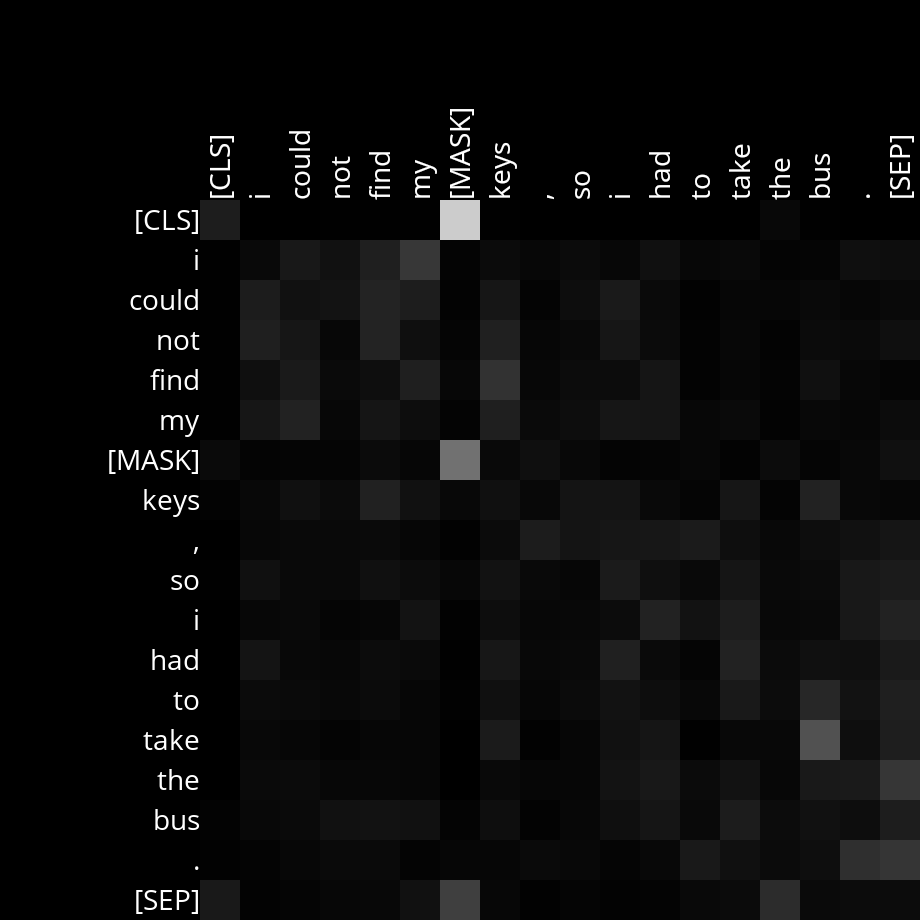 [CLS] i could not find my [MASK] keys , so i had to take the bus . [SEP]
[CLS]
i
could
not
find
my
[MASK]
keys
,
so
i
had
to
take
the
bus
.
[SEP]